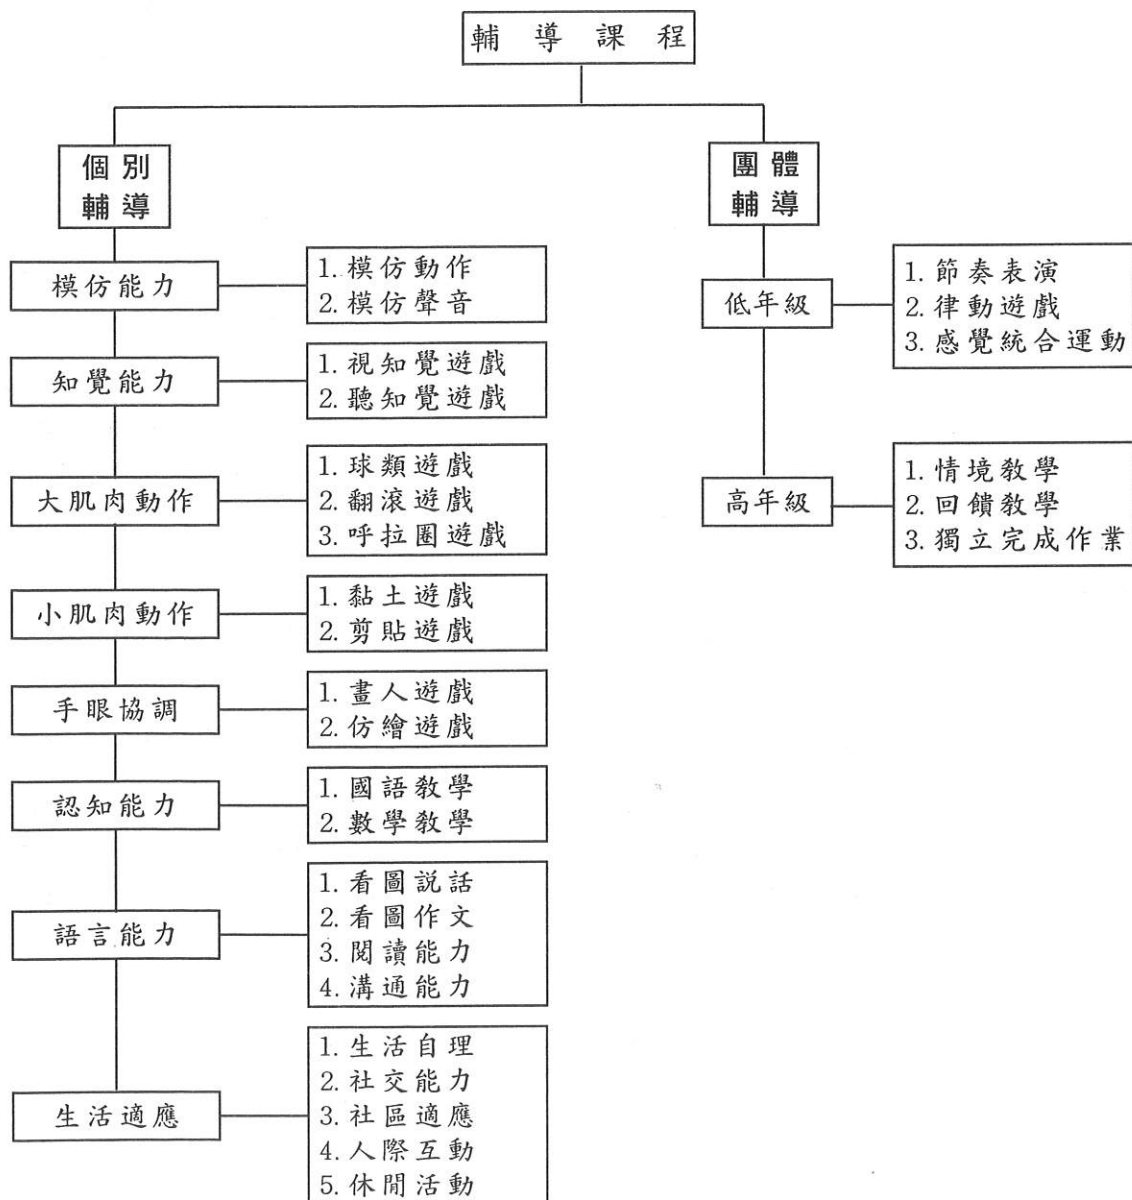 輔導課程
個別
輔導
模仿能力
1. 模仿動作
2. 模仿聲音
知覺能力
1. 視知覺遊戲
2. 聽知覺遊戲
大肌肉動作
1. 球類遊戲
2. 翻滾遊戲
3. 呼拉圈遊戲
小肌肉動作
1. 黏土遊戲
2. 剪貼遊戲
手眼協調
1. 畫人遊戲
2. 仿繪遊戲
認知能力
1. 國語教學
2. 數學教學
語言能力
1. 看圖說話
2. 看圖作文
3. 閱讀能力
4. 溝通能力
生活適應
1. 生活自理
2. 社交能力
3. 社區適應
4. 人際互動
5. 休閒活動
團體
輔導
低年級
1. 節奏表演
2. 律動遊戲
3. 感覺統合運動
高年級
1. 情境教學
2. 回饋教學
3. 獨立完成作業